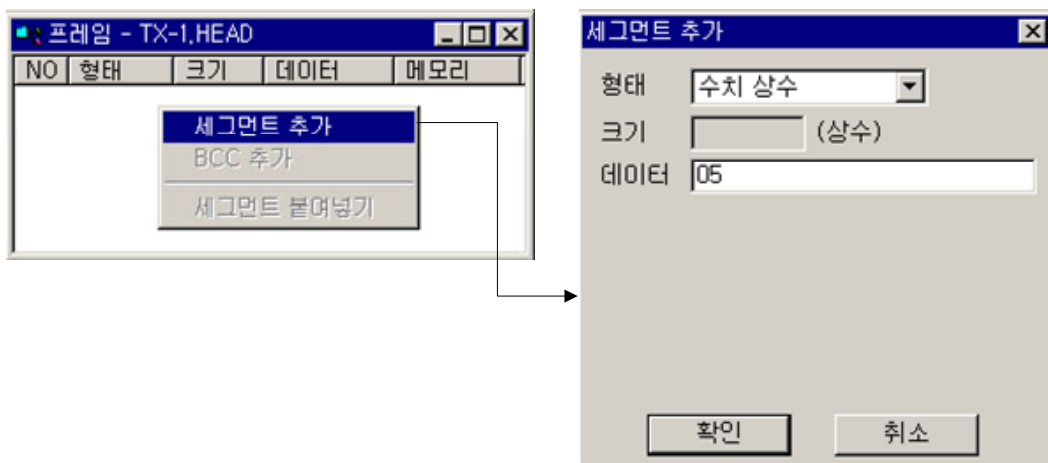 프레임 - TX-1.HEAD
NO 형태 크기 데이터 메모리
세그먼트 추가
BCC 추가
세그먼트 붙여넣기
세그먼트 추가
형태 수치 상수
크기 (상수)
데이터 05
확인 취소